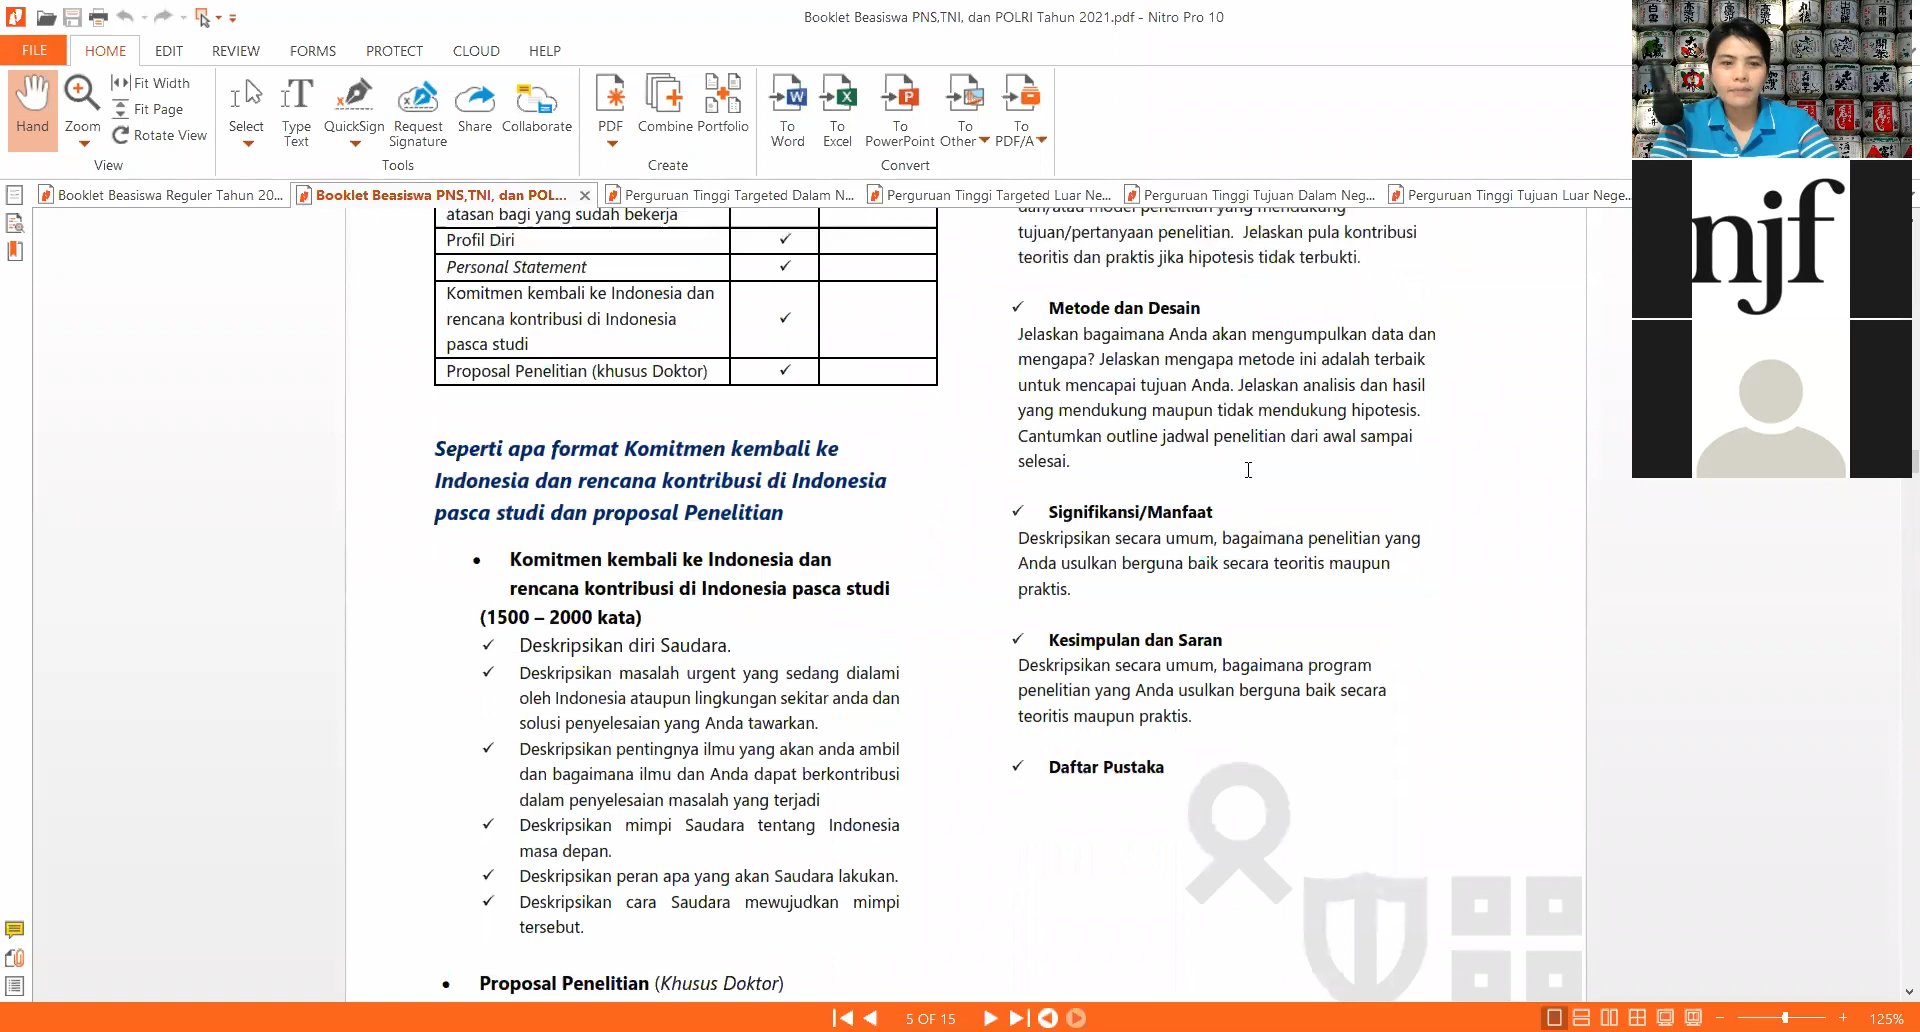 Booklet Beasiswa PNS,TNI, dan POLRI Tahun 2021.pdf - Nitro Pro 10
FILE
HOME
EDIT
REVIEW
FORMS
PROTECT
CLOUD
HELP
Hand
Zoom
Fit Width
Fit Page
Rotate View
View
Select
Type
Text
QuickSign
Request
Signature
Share
Collaborate
Tools
PDF
Combine
Portfolio
Create
To
Word
To
Excel
To
PowerPoint
To
Other
To
PDF/A
Convert
Booklet Beasiswa Reguler Tahun 20...
Booklet Beasiswa PNS,TNI, dan POL...
Perguruan Tinggi Targeted Dalam N...
Perguruan Tinggi Targeted Luar Ne...
Perguruan Tinggi Tujuan Dalam Neg...
Perguruan Tinggi Tujuan Luar Nege...
atasan bagi yang sudah bekerja
Profil Diri ✓
Personal Statement ✓
Komitmen kembali ke Indonesia dan
rencana kontribusi di Indonesia ✓
pasca studi
Proposal Penelitian (khusus Doktor) ✓
Seperti apa format Komitmen kembali ke
Indonesia dan rencana kontribusi di Indonesia
pasca studi dan proposal Penelitian
• Komitmen kembali ke Indonesia dan
rencana kontribusi di Indonesia pasca studi
(1500 – 2000 kata)
✓ Deskripsikan diri Saudara.
✓ Deskripsikan masalah urgent yang sedang dialami
oleh Indonesia ataupun lingkungan sekitar anda dan
solusi penyelesaian yang Anda tawarkan.
✓ Deskripsikan pentingnya ilmu yang akan anda ambil
dan bagaimana ilmu dan Anda dapat berkontribusi
dalam penyelesaian masalah yang terjadi
✓ Deskripsikan mimpi Saudara tentang Indonesia
masa depan.
✓ Deskripsikan peran apa yang akan Saudara lakukan.
✓ Deskripsikan cara Saudara mewujudkan mimpi
tersebut.
• Proposal Penelitian (Khusus Doktor)
dan/atau model penelitian yang mendukung
tujuan/pertanyaan penelitian. Jelaskan pula kontribusi
teoritis dan praktis jika hipotesis tidak terbukti.
✓ Metode dan Desain
Jelaskan bagaimana Anda akan mengumpulkan data dan
mengapa? Jelaskan mengapa metode ini adalah terbaik
untuk mencapai tujuan Anda. Jelaskan analisis dan hasil
yang mendukung maupun tidak mendukung hipotesis.
Cantumkan outline jadwal penelitian dari awal sampai
selesai.
✓ Signifikansi/Manfaat
Deskripsikan secara umum, bagaimana penelitian yang
Anda usulkan berguna baik secara teoritis maupun
praktis.
✓ Kesimpulan dan Saran
Deskripsikan secara umum, bagaimana program
penelitian yang Anda usulkan berguna baik secara
teoritis maupun praktis.
✓ Daftar Pustaka
njf
5 OF 15
125%